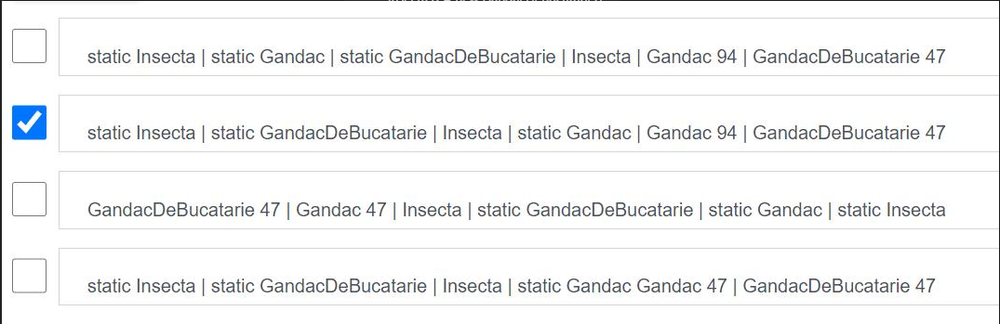 static Insecta | static Gandac | static GandacDeBucatarie | Insecta | Gandac 94 | GandacDeBucatarie 47
static Insecta | static GandacDeBucatarie | Insecta | static Gandac | Gandac 94 | GandacDeBucatarie 47
GandacDeBucatarie 47 | Gandac 47 | Insecta | static GandacDeBucatarie | static Gandac | static Insecta
static Insecta | static GandacDeBucatarie | Insecta | static Gandac Gandac 47 | GandacDeBucatarie 47